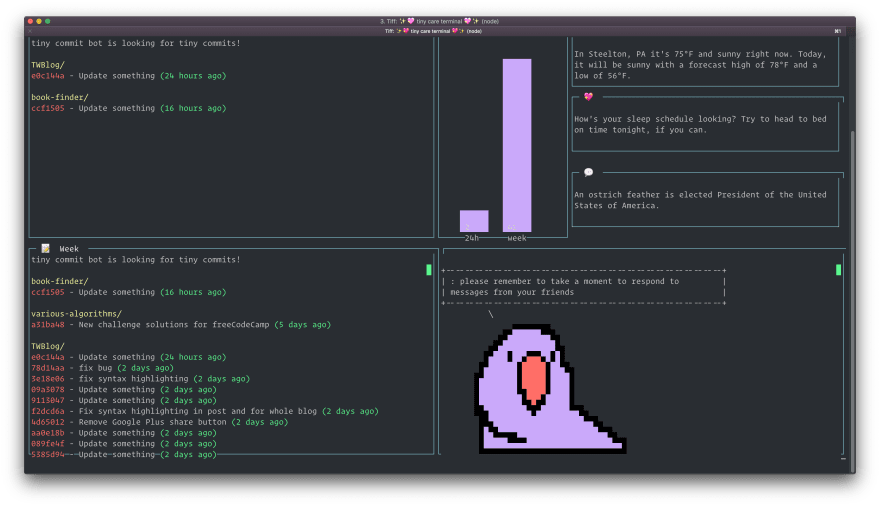 3. Tiff: ✨💖 tiny care terminal 💖✨ (node)
Tiff: ✨💖 tiny care terminal 💖✨ (node)
⌘1
tiny commit bot is looking for tiny commits!
TWBlog/
e0c144a - Update something (24 hours ago)
book-finder/
ccf1505 - Update something (16 hours ago)
24h
week
In Steelton, PA it's 75°F and sunny right now. Today,
it will be sunny with a forecast high of 78°F and a
low of 56°F.
How's your sleep schedule looking? Try to head to bed
on time tonight, if you can.
An ostrich feather is elected President of the United
States of America.
Week
tiny commit bot is looking for tiny commits!
book-finder/
ccf1505 - Update something (16 hours ago)
various-algorithms/
a31ba48 - New challenge solutions for freeCodeCamp (5 days ago)
TWBlog/
e0c144a - Update something (24 hours ago)
78d14aa - fix bug (2 days ago)
3e18e06 - fix syntax highlighting (2 days ago)
09a3078 - Update something (2 days ago)
9113047 - Update something (2 days ago)
f2dcd6a - Fix syntax highlighting in post and for whole blog (2 days ago)
4d65012 - Remove Google Plus share button (2 days ago)
aa0e18b - Update something (2 days ago)
089fe4f - Update something (2 days ago)
5385d94 - Update something (2 days ago)
| : please remember to take a moment to respond to |
| messages from your friends |